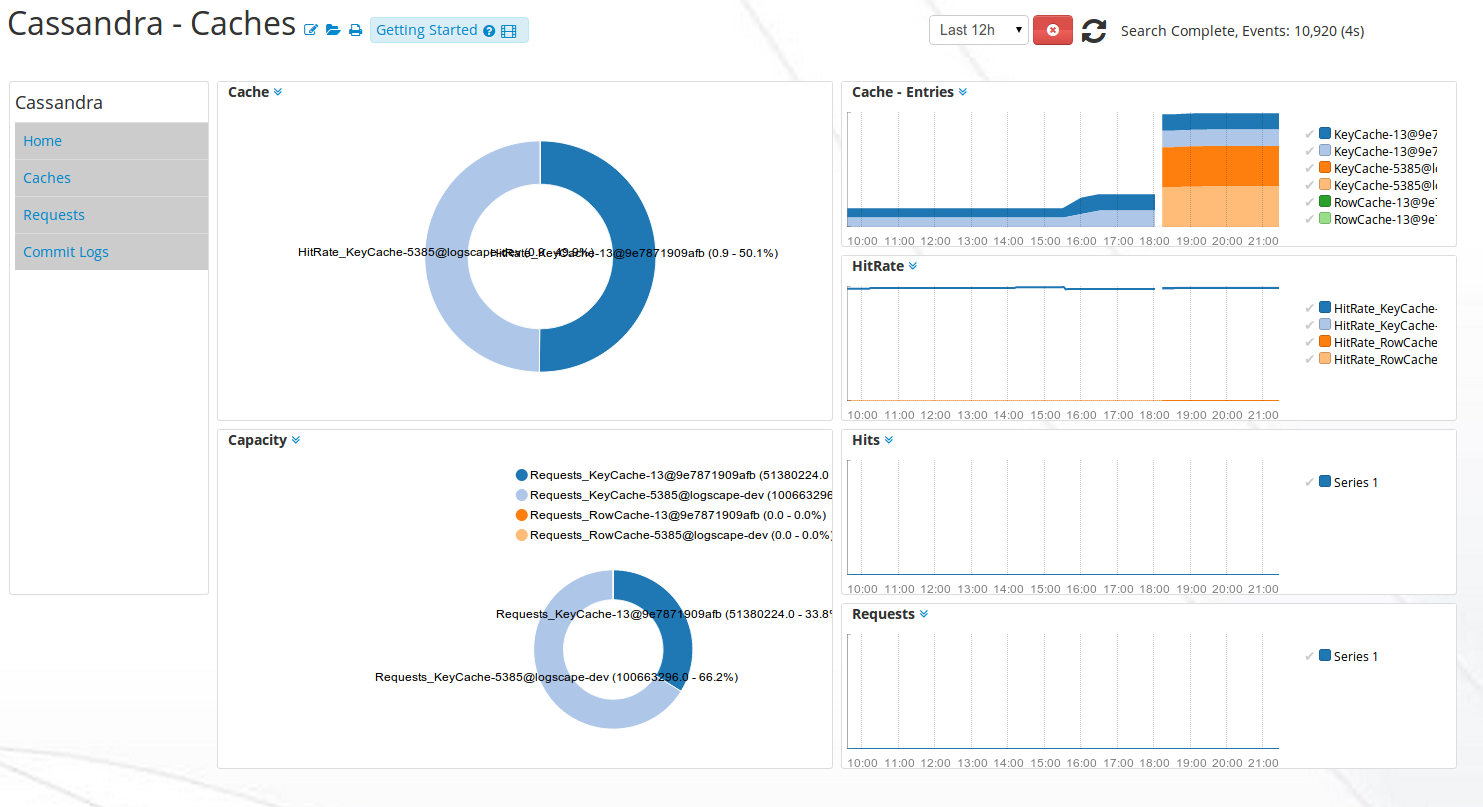 Cassandra - Caches
Getting Started
Last 12h
Search Complete, Events: 10,920 (4s)
Cassandra
Home
Caches
Requests
Commit Logs
Cache
HitRate_KeyCache-5385@logscape-dev (0.9 - 49.9%)
HitRate_KeyCache-13@9e7871909afb (0.9 - 50.1%)
Capacity
Requests_KeyCache-13@9e7871909afb (51380224.0
Requests_KeyCache-5385@logscape-dev (100663296
Requests_RowCache-13@9e7871909afb (0.0 - 0.0%)
Requests_RowCache-5385@logscape-dev (0.0 - 0.0%)
Requests_KeyCache-13@9e7871909afb (51380224.0 - 33.8%
Requests_KeyCache-5385@logscape-dev (100663296.0 - 66.2%)
Cache - Entries
KeyCache-13@9e7
KeyCache-13@9e7
KeyCache-5385@lo
KeyCache-5385@lo
RowCache-13@9e7
RowCache-13@9e7
10:00 11:00 12:00 13:00 14:00 15:00 16:00 17:00 18:00 19:00 20:00 21:00
HitRate
HitRate_KeyCache-
HitRate_KeyCache-
HitRate_RowCache
HitRate_RowCache
10:00 11:00 12:00 13:00 14:00 15:00 16:00 17:00 18:00 19:00 20:00 21:00
Hits
Series 1
10:00 11:00 12:00 13:00 14:00 15:00 16:00 17:00 18:00 19:00 20:00 21:00
Requests
Series 1
10:00 11:00 12:00 13:00 14:00 15:00 16:00 17:00 18:00 19:00 20:00 21:00